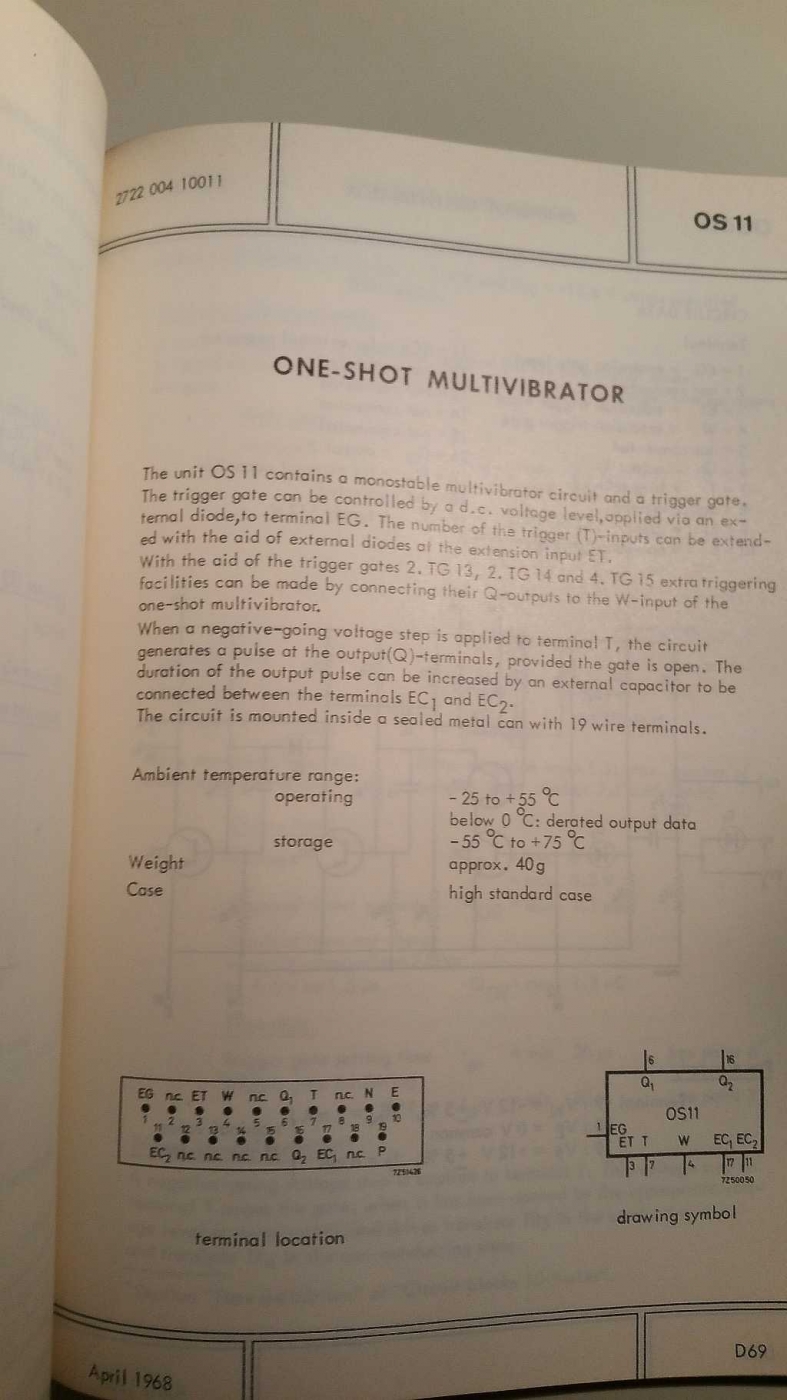 2722 004 10011
OS 11
ONE-SHOT MULTIVIBRATOR
The unit OS 11 contains a monostable multivibrator circuit and a trigger gate.
The trigger gate can be controlled by a d.c. voltage level, applied via an ex-
ternal diode, to terminal EG. The number of the trigger (T)-inputs can be extend-
ed with the aid of external diodes at the extension input ET.
With the aid of the trigger gates 2. TG 13, 2. TG 14 and 4. TG 15 extra triggering
facilities can be made by connecting their Q-outputs to the W-input of the
one-shot multivibrator.
When a negative-going voltage step is applied to terminal T, the circuit
generates a pulse at the output(Q)-terminals, provided the gate is open. The
duration of the output pulse can be increased by an external capacitor to be
connected between the terminals EC₁ and EC₂.
The circuit is mounted inside a sealed metal can with 19 wire terminals.
Ambient temperature range:
operating - 25 to +55 °C
below 0 °C: derated output data
storage -55 °C to +75 °C
Weight approx. 40 g
Case high standard case
EG n.c. ET W n.c. Q₁ T n.c. N E
1 2 3 4 5 6 7 8 9 10
11 12 13 14 15 16 17 18 19
EC₂ n.c. n.c. n.c. n.c. Q₂ EC₁ n.c. P
7Z51426
terminal location
6 16
Q₁ Q₂
OS11
1 EG
ET T W EC₁ EC₂
3 7 4 17 11
7Z50050
drawing symbol
April 1968
D69